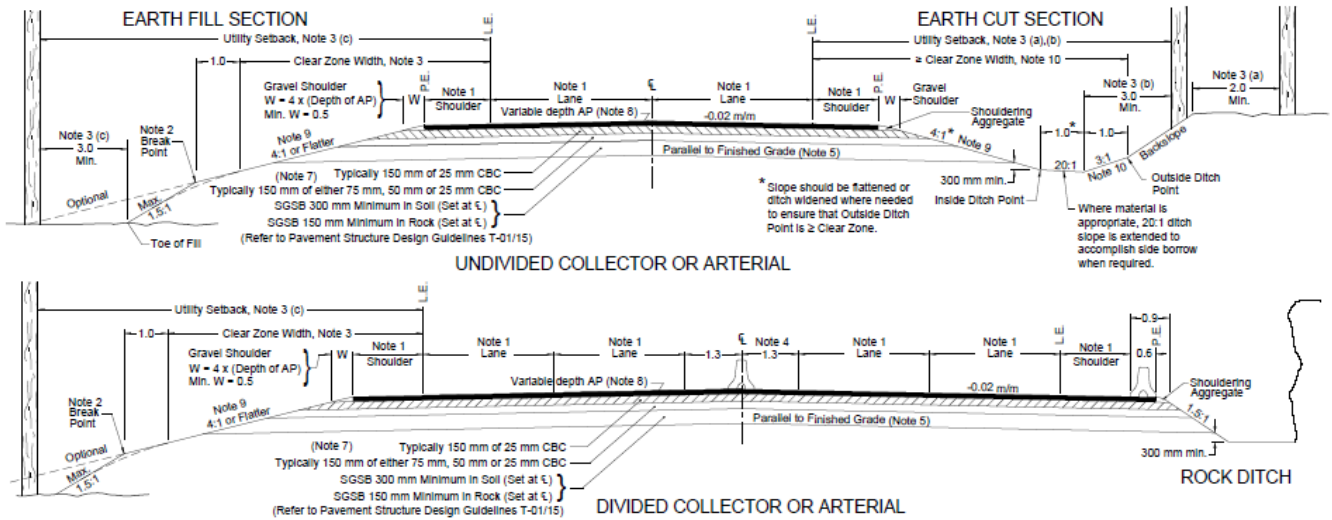 EARTH FILL SECTION
EARTH CUT SECTION
L.E.
L.E.
Utility Setback, Note 3 (c)
Utility Setback, Note 3 (a),(b)
1.0
Clear Zone Width, Note 3
≥ Clear Zone Width, Note 10
Note 3 (b)
3.0
Min.
Note 3 (a)
2.0
Min.
Gravel Shoulder
W = 4 x (Depth of AP)
Min. W = 0.5
W
P.E.
Note 1
Shoulder
Note 1
Lane
℄
Note 1
Lane
Note 1
Shoulder
P.E.
W
Gravel
Shoulder
Variable depth AP (Note 8)
-0.02 m/m
Shouldering
Aggregate
Note 3 (c)
3.0
Min.
Note 2
Break
Point
Note 9
4:1 or Flatter
4:1* Note 9
1.0*
1.0
Backslope
Parallel to Finished Grade (Note 5)
20:1
3:1
Note 10
(Note 7)
Typically 150 mm of 25 mm CBC
Typically 150 mm of either 75 mm, 50 mm or 25 mm CBC
SGSB 300 mm Minimum in Soil (Set at ℄)
SGSB 150 mm Minimum in Rock (Set at ℄)
(Refer to Pavement Structure Design Guidelines T-01/15)
Optional
Max.
1.5:1
Toe of Fill
300 mm min.
Inside Ditch Point
Outside Ditch
Point
* Slope should be flattened or
ditch widened where needed
to ensure that Outside Ditch
Point is ≥ Clear Zone.
Where material is
appropriate, 20:1 ditch
slope is extended to
accomplish side borrow
when required.
UNDIVIDED COLLECTOR OR ARTERIAL
L.E.
L.E.
Utility Setback, Note 3 (c)
1.0
Clear Zone Width, Note 3
0.9
P.E.
0.6
Gravel Shoulder
W = 4 x (Depth of AP)
Min. W = 0.5
W
Note 1
Shoulder
Note 1
Lane
Note 1
Lane
1.3
℄
Note 4
1.3
Note 1
Lane
Note 1
Lane
Note 1
Shoulder
Variable depth AP (Note 8)
-0.02 m/m
Shouldering
Aggregate
Note 2
Break
Point
Note 9
4:1 or Flatter
1.5:1
Parallel to Finished Grade (Note 5)
Optional
Max.
1.5:1
(Note 7)
Typically 150 mm of 25 mm CBC
Typically 150 mm of either 75 mm, 50 mm or 25 mm CBC
SGSB 300 mm Minimum in Soil (Set at ℄)
SGSB 150 mm Minimum in Rock (Set at ℄)
(Refer to Pavement Structure Design Guidelines T-01/15)
300 mm min.
ROCK DITCH
DIVIDED COLLECTOR OR ARTERIAL